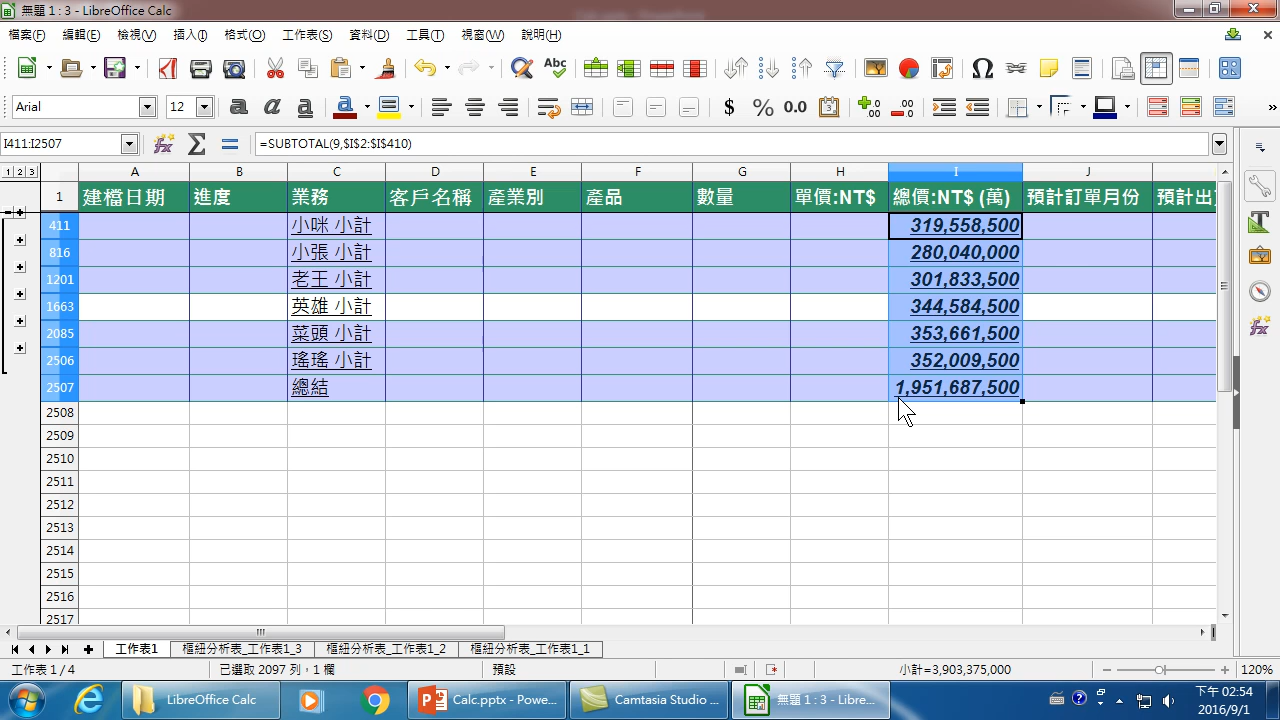 無題 1 : 3 - LibreOffice Calc
檔案(F) 編輯(E) 檢視(V) 插入(I) 格式(O) 工作表(S) 資料(D) 工具(T) 視窗(W) 說明(H)
Abc
Arial 12 a a a a $ % 0.0
I411:I2507 fx Σ = =SUBTOTAL(9,$I$2:$I$410)
1 2 3 A B C D E F G H I J
1 建檔日期 進度 業務 客戶名稱 產業別 產品 數量 單價:NT$ 總價:NT$ (萬) 預計訂單月份 預計出
411 小咪 小計 319,558,500
816 小張 小計 280,040,000
1201 老王 小計 301,833,500
1663 英雄 小計 344,584,500
2085 菜頭 小計 353,661,500
2506 瑤瑤 小計 352,009,500
2507 總結 1,951,687,500
2508
2509
2510
2511
2512
2513
2514
2515
2516
2517
工作表1 樞紐分析表_工作表1_3 樞紐分析表_工作表1_2 樞紐分析表_工作表1_1
工作表 1 / 4 已選取 2097 列，1 欄 預設 小計=3,903,375,000 120%
LibreOffice Calc Calc.pptx - Powe... Camtasia Studio ... 無題 1 : 3 - Libre... 下午 02:54
2016/9/1